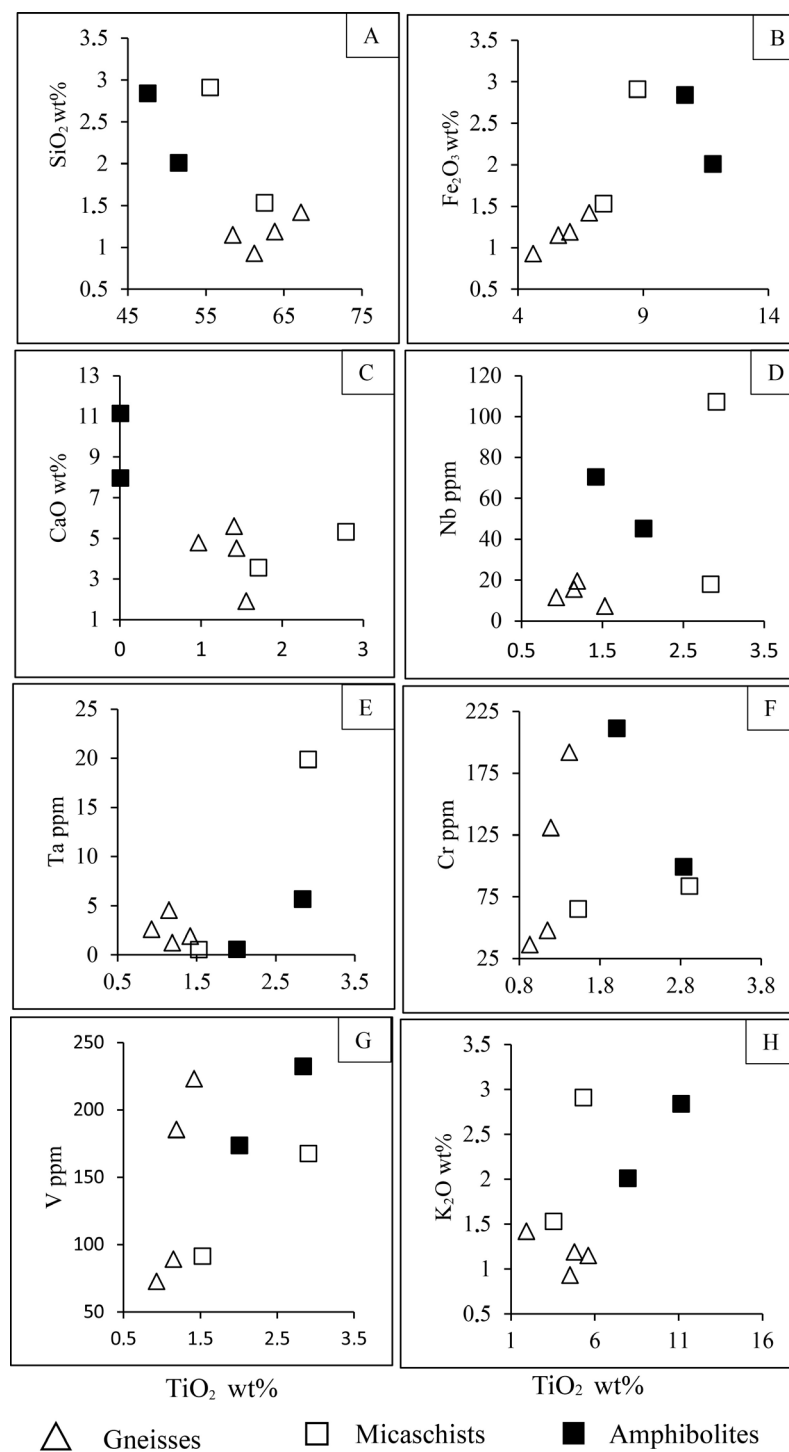 A
SiO₂ wt%
3.5
3
2.5
2
1.5
1
0.5
45 55 65 75
B
Fe₂O₃ wt%
3.5
3
2.5
2
1.5
1
0.5
4 9 14
C
CaO wt%
13
11
9
7
5
3
1
0 1 2 3
D
Nb ppm
120
100
80
60
40
20
0
0.5 1.5 2.5 3.5
E
Ta ppm
25
20
15
10
5
0
0.5 1.5 2.5 3.5
F
Cr ppm
225
175
125
75
25
0.8 1.8 2.8 3.8
G
V ppm
250
200
150
100
50
0.5 1.5 2.5 3.5
H
K₂O wt%
3.5
3
2.5
2
1.5
1
0.5
1 6 11 16
TiO₂ wt% TiO₂ wt%
Gneisses Micaschists Amphibolites